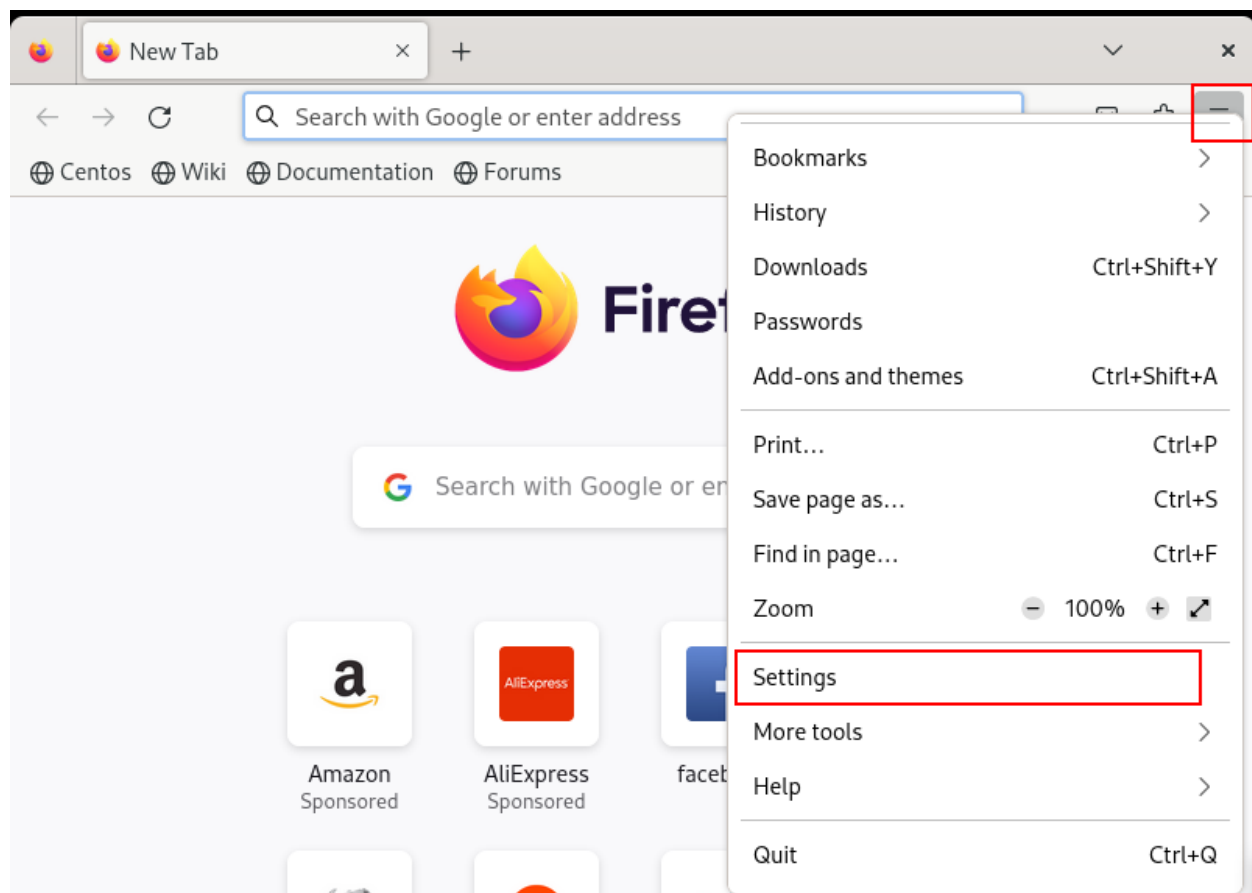 New Tab
Search with Google or enter address
Centos Wiki Documentation Forums
Bookmarks
History
Downloads Ctrl+Shift+Y
Passwords
Add-ons and themes Ctrl+Shift+A
Print... Ctrl+P
Save page as... Ctrl+S
Find in page... Ctrl+F
Zoom − 100% +
Settings
More tools
Help
Quit Ctrl+Q
Search with Google or
a
AliExpress
Amazon AliExpress
Sponsored Sponsored